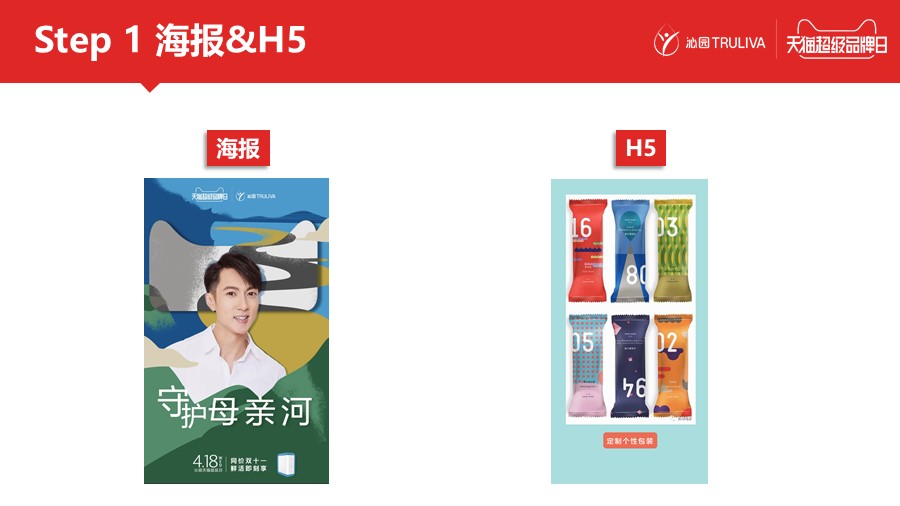 Step 1 海报&H5
沁园 TRULIVA
天猫超级品牌日
海报
H5
天猫超级品牌日
沁园 TRULIVA
守护母亲河
4.18
同价双十一
鲜活即刻享
16
80
03
05
94
02
定制个性包装